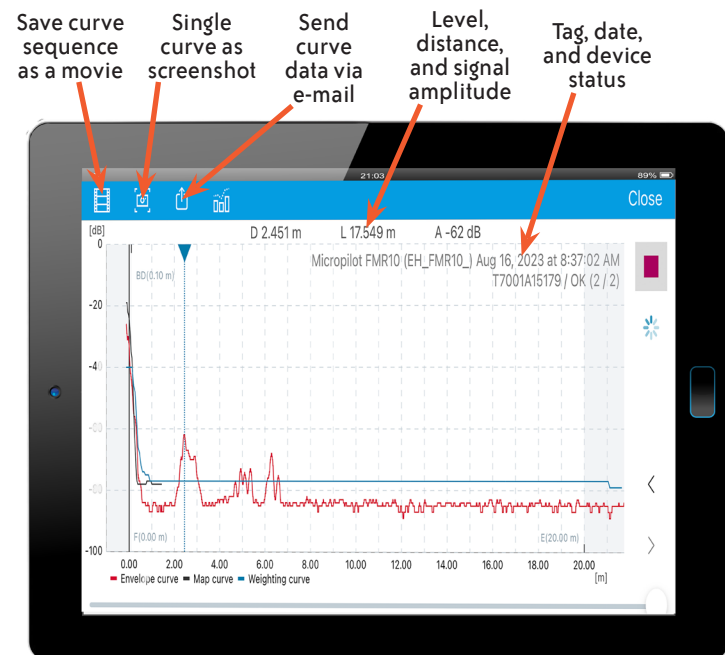 Save curve
sequence
as a movie
Single
curve as
screenshot
Send
curve
data via
e-mail
Level,
distance,
and signal
amplitude
Tag, date,
and device
status
21:03
89%
Close
[dB]
D 2.451 m L 17.549 m A -62 dB
Micropilot FMR10 (EH_FMR10_) Aug 16, 2023 at 8:37:02 AM
T7001A15179 / OK (2 / 2)
0
BD(0.10 m)
-20
-40
-60
-80
F(0.00 m)
E(20.00 m)
-100
0.00 2.00 4.00 6.00 8.00 10.00 12.00 14.00 16.00 18.00 20.00
[m]
Envelope curve Map curve Weighting curve